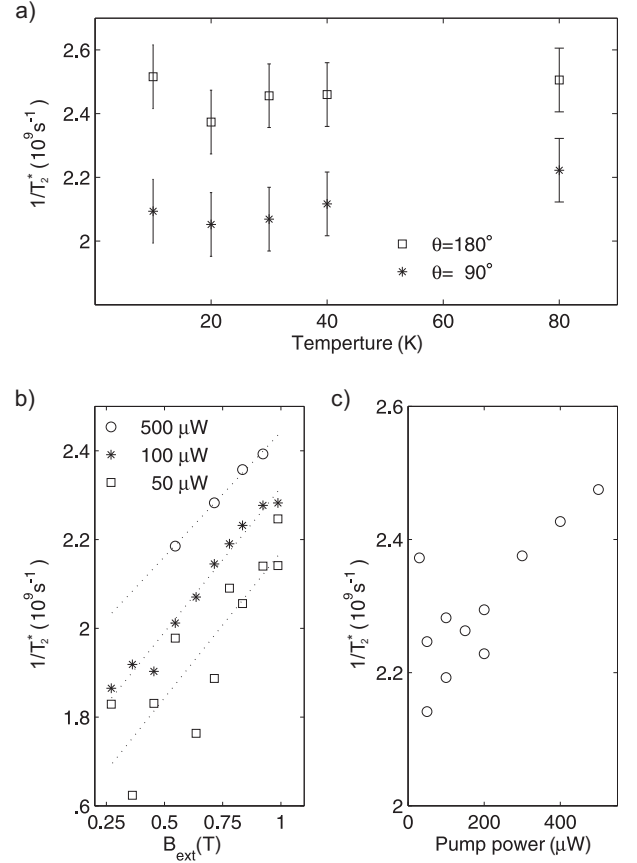 a)
2.6
2.4
2.2
2
1/T₂* (10⁹s⁻¹)
θ=180°
θ= 90°
20 40 60 80
Temperture (K)
b)
500 μW
100 μW
50 μW
2.4
2.2
2
1.8
.6
1/T₂* (10⁹s⁻¹)
0.25 0.5 0.75 1
B_ext(T)
c)
2.6
2.4
2.2
2
1/T₂* (10⁹s⁻¹)
0 200 400
Pump power(μW)